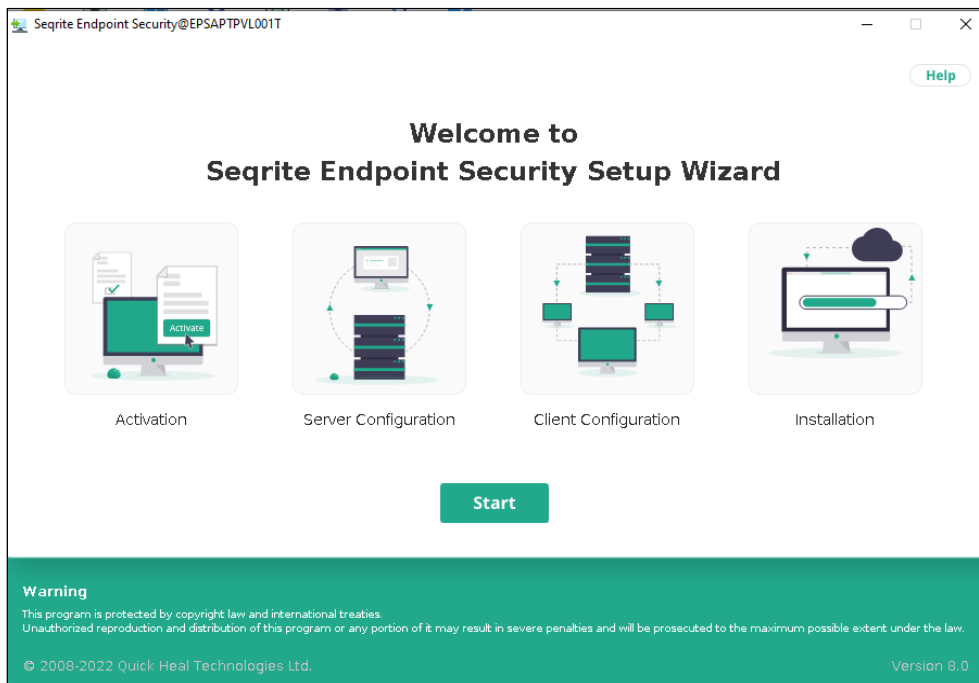 Seqrite Endpoint Security@EPSAPTPVL001T
Help
Welcome to
Seqrite Endpoint Security Setup Wizard
Activate
Activation
Server Configuration
Client Configuration
Installation
Start
Warning
This program is protected by copyright law and international treaties.
Unauthorized reproduction and distribution of this program or any portion of it may result in severe penalties and will be prosecuted to the maximum possible extent under the law.
© 2008-2022 Quick Heal Technologies Ltd.
Version 8.0